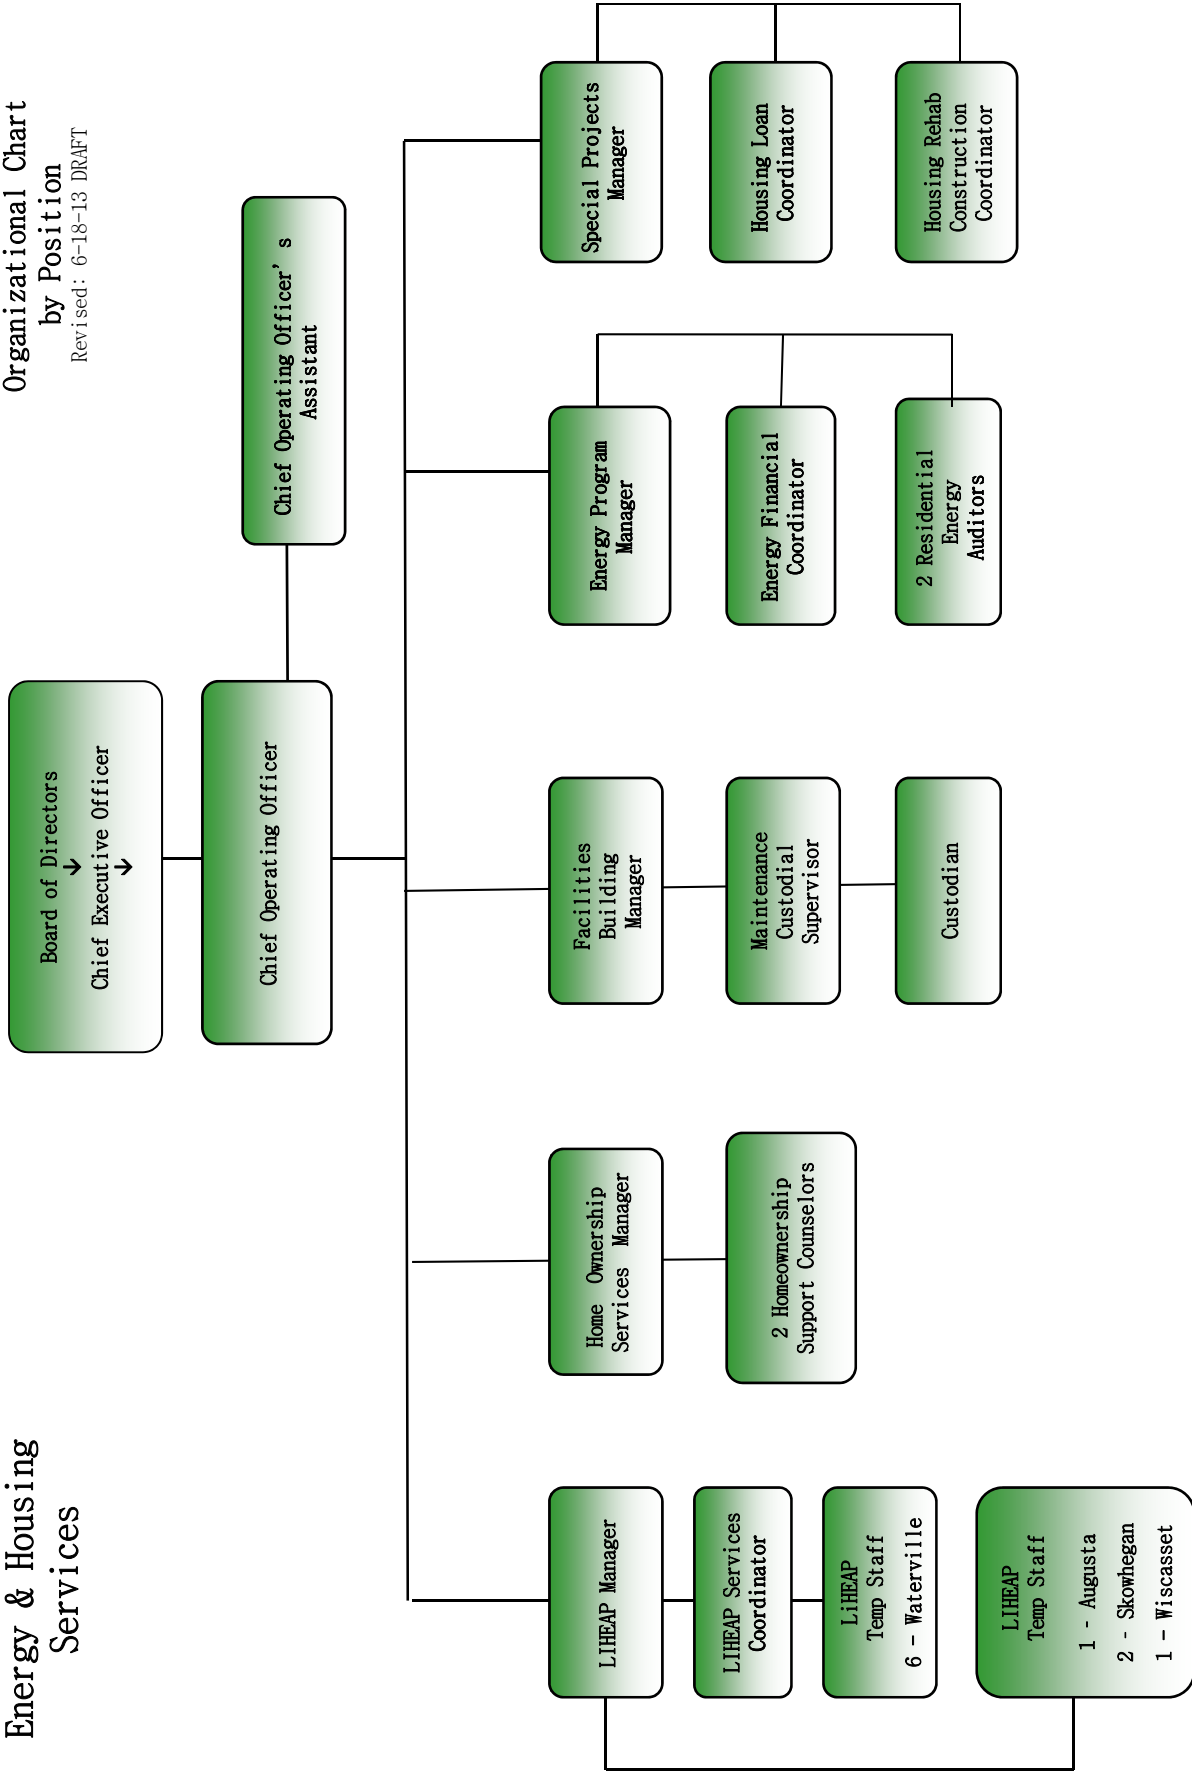 Energy & Housing
Services
Organizational Chart
by Position
Revised: 6-18-13 DRAFT
Board of Directors
↓
Chief Executive Officer
↓
Chief Operating Officer
Chief Operating Officer’s
Assistant
LIHEAP Manager
Home Ownership
Services Manager
Facilities
Building
Manager
Energy Program
Manager
Special Projects
Manager
LIHEAP Services
Coordinator
2 Homeownership
Support Counselors
Maintenance
Custodial
Supervisor
Energy Financial
Coordinator
Housing Loan
Coordinator
LiHEAP
Temp Staff
6 – Waterville
Custodian
2 Residential
Energy
Auditors
Housing Rehab
Construction
Coordinator
LIHEAP
Temp Staff
1 - Augusta
2 - Skowhegan
1 – Wiscasset